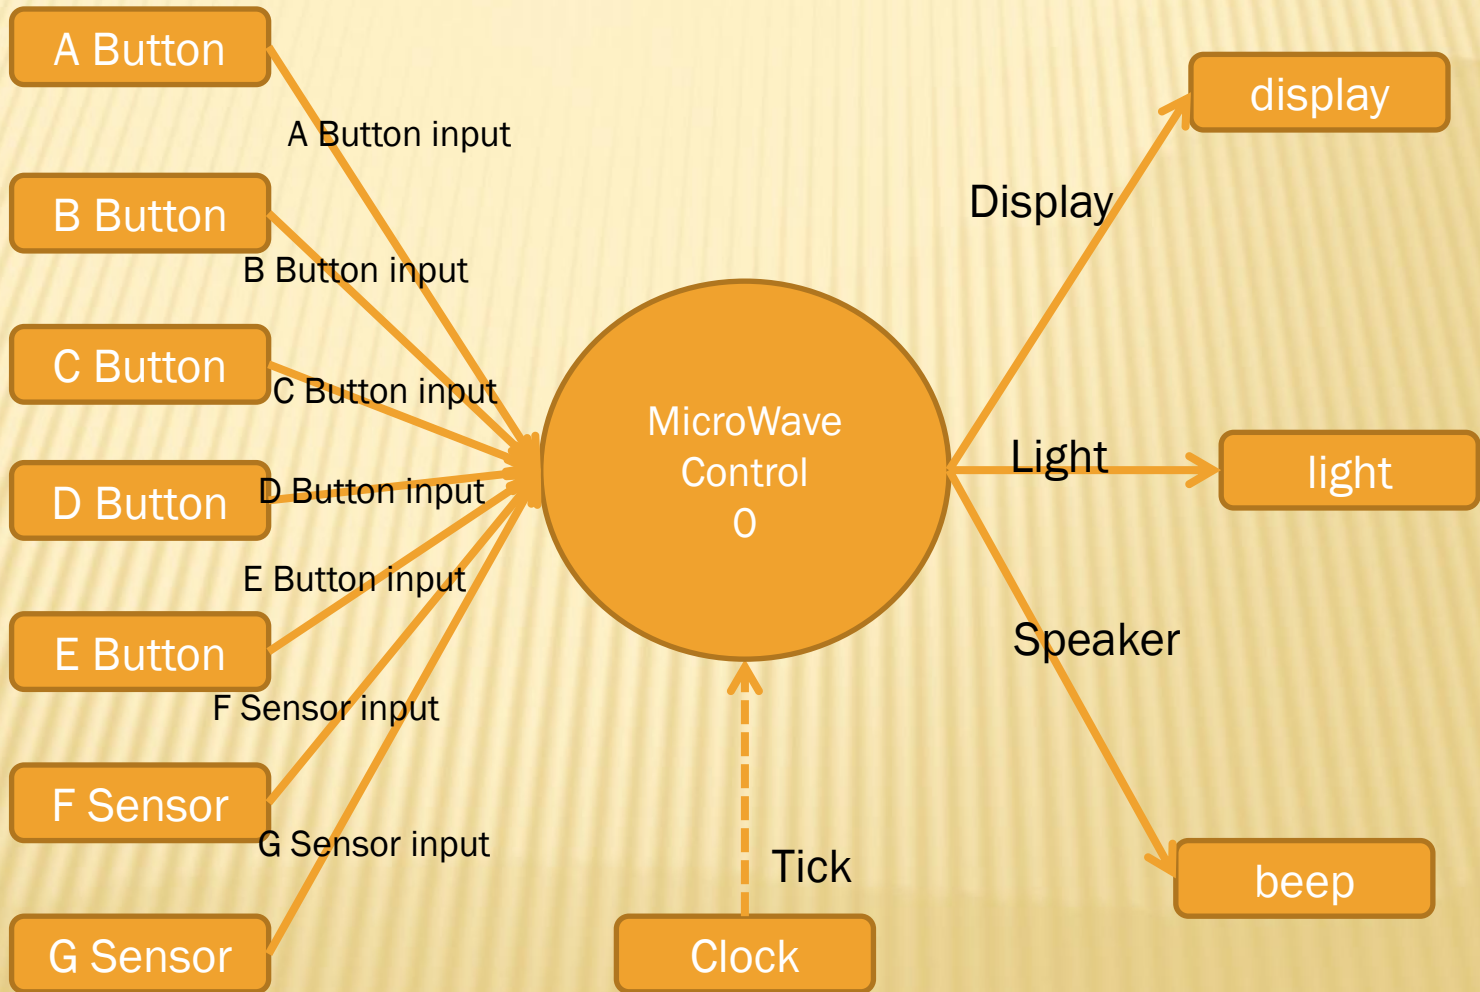 A Button
A Button input
B Button
B Button input
C Button
C Button input
D Button
D Button input
E Button input
E Button
F Sensor input
F Sensor
G Sensor input
G Sensor
MicroWave
Control
0
Tick
Clock
display
Display
Light
light
Speaker
beep